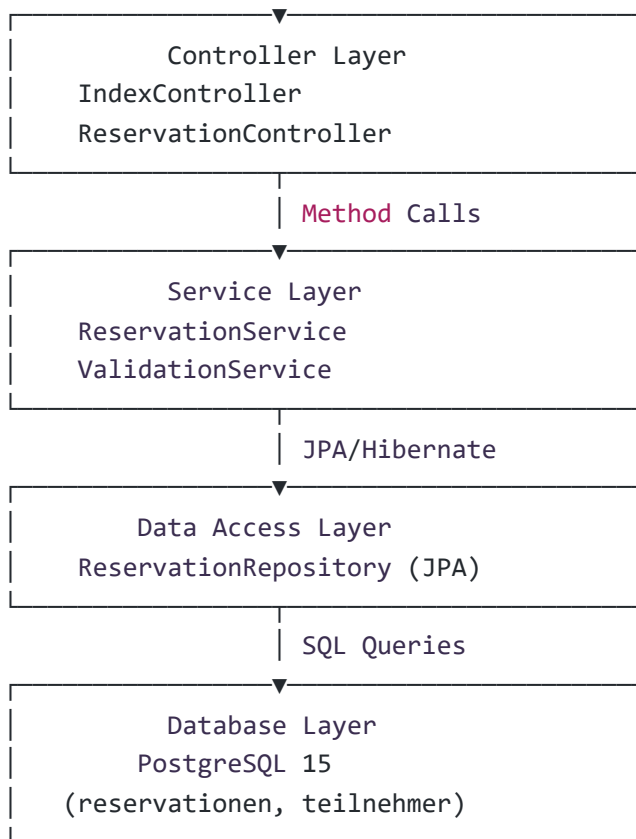 Controller Layer
IndexController
ReservationController
Method Calls
Service Layer
ReservationService
ValidationService
JPA/Hibernate
Data Access Layer
ReservationRepository (JPA)
SQL Queries
Database Layer
PostgreSQL 15
(reservationen, teilnehmer)